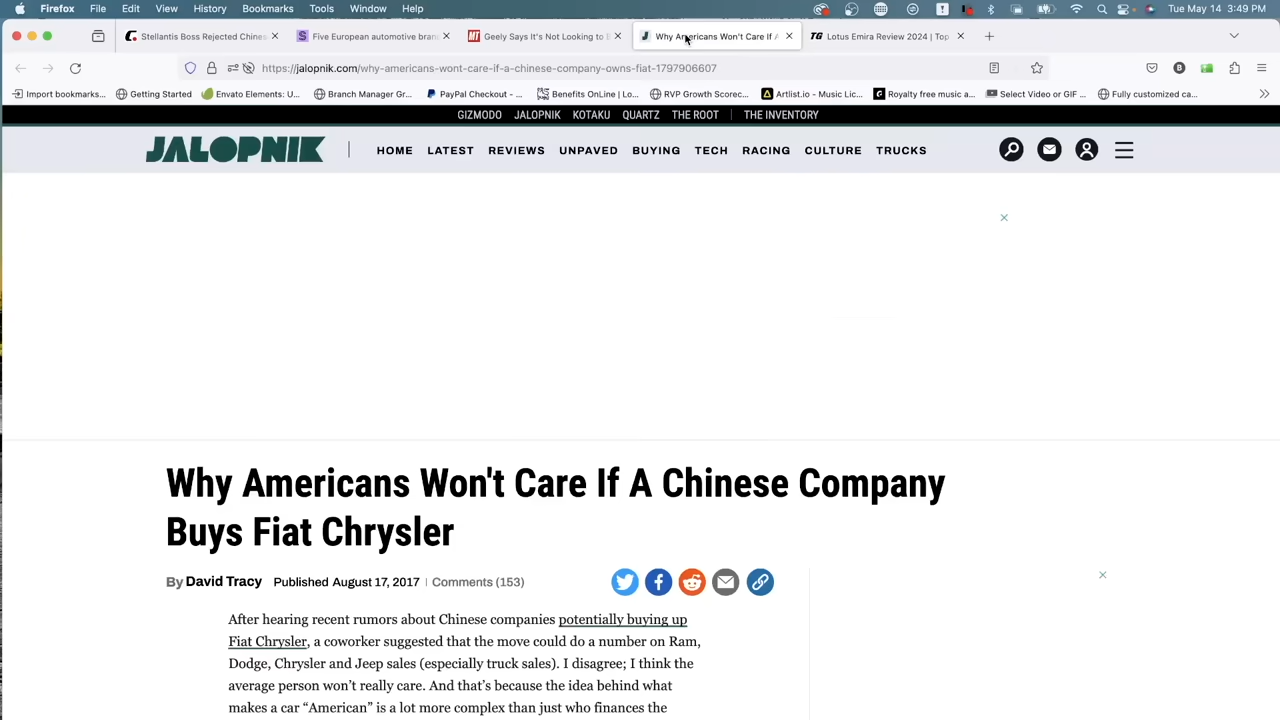 Firefox File Edit View History Bookmarks Tools Window Help Tue May 14 3:49 PM
Stellantis Boss Rejected Chines Five European automotive bran Geely Says It's Not Looking to Why Americans Won't Care If A Lotus Emira Review 2024 | Top
https://jalopnik.com/why-americans-wont-care-if-a-chinese-company-owns-fiat-1797906607
Import bookmarks... Getting Started Envato Elements: U... Branch Manager Gr... PayPal Checkout - ... Benefits OnLine | Lo... RVP Growth Scorec... Artlist.io - Music Lic... Royalty free music a... Select Video or GIF ... Fully customized ca...
GIZMODO JALOPNIK KOTAKU QUARTZ THE ROOT | THE INVENTORY
JALOPNIK HOME LATEST REVIEWS UNPAVED BUYING TECH RACING CULTURE TRUCKS
Why Americans Won't Care If A Chinese Company
Buys Fiat Chrysler
By David Tracy Published August 17, 2017 | Comments (153)
After hearing recent rumors about Chinese companies potentially buying up
Fiat Chrysler, a coworker suggested that the move could do a number on Ram,
Dodge, Chrysler and Jeep sales (especially truck sales). I disagree; I think the
average person won’t really care. And that’s because the idea behind what
makes a car “American” is a lot more complex than just who finances the